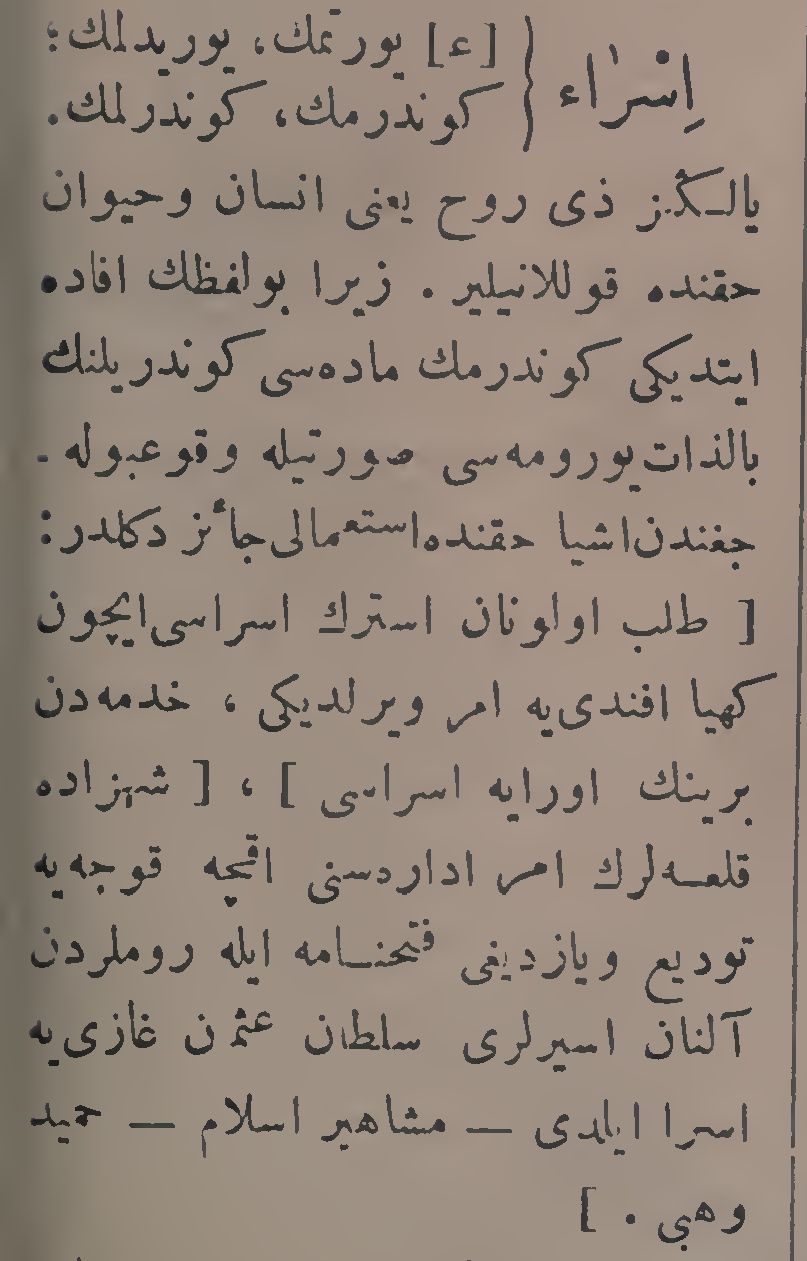 اِسْرٰاء { [ع] يورتمك، يوريدلمك؛
كوندرمك، كوندرلمك.
يالـكـڭز ذى روح يعنى انسان وحيوان
حقنده قوللانيلير . زيرا بولفظك افاده
ايتديكى كوندرمك ماده‌سى كوندريلنك
بالذات يورومه‌سى صورتيله وقوعبوله -
جغندن اشيا حقنده استعمالى جائز دكلدر:
[ طلب اولونان استرك اسراسى ايچون
كهيا افندى‌يه امر ويرلديكى ، خدمه‌دن
برينك اورايه اسراسى ] ، [ شهزاده
قلعه‌لرك امر اداره‌سنى اقچه قوجه‌يه
توديع ويازديغى فتحنـامه ايله روملردن
آلنان اسيرلرى سلطان عثمن غازى‌يه
اسرا ايلدى — مشاهير اسلام — حميد
وهبى . ]